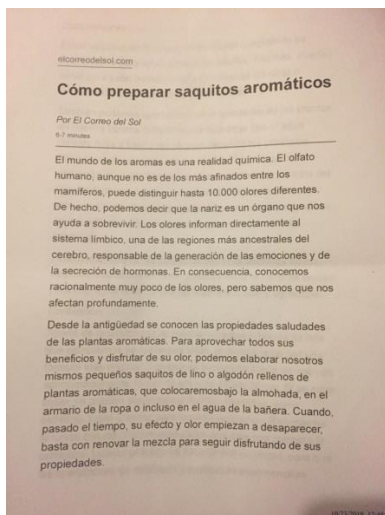 elcorreodelsol.com
Cómo preparar saquitos aromáticos
Por El Correo del Sol
6-7 minutes
El mundo de los aromas es una realidad química. El olfato
humano, aunque no es de los más afinados entre los
mamíferos, puede distinguir hasta 10.000 olores diferentes.
De hecho, podemos decir que la nariz es un órgano que nos
ayuda a sobrevivir. Los olores informan directamente al
sistema límbico, una de las regiones más ancestrales del
cerebro, responsable de la generación de las emociones y de
la secreción de hormonas. En consecuencia, conocemos
racionalmente muy poco de los olores, pero sabemos que nos
afectan profundamente.
Desde la antigüedad se conocen las propiedades saludades
de las plantas aromáticas. Para aprovechar todos sus
beneficios y disfrutar de su olor, podemos elaborar nosotros
mismos pequeños saquitos de lino o algodón rellenos de
plantas aromáticas, que colocaremosbajo la almohada, en el
armario de la ropa o incluso en el agua de la bañera. Cuando,
pasado el tiempo, su efecto y olor empiezan a desaparecer,
basta con renovar la mezcla para seguir disfrutando de sus
propiedades.